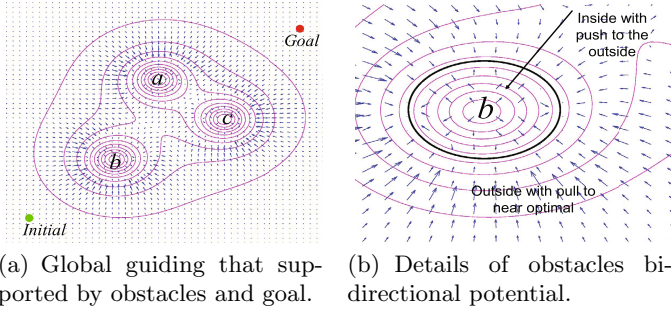 Goal
a
c
b
Initial
Inside with
push to the
outside
b
Outside with pull to
near optimal
(a) Global guiding that sup-
ported by obstacles and goal.
(b) Details of obstacles bi-
directional potential.